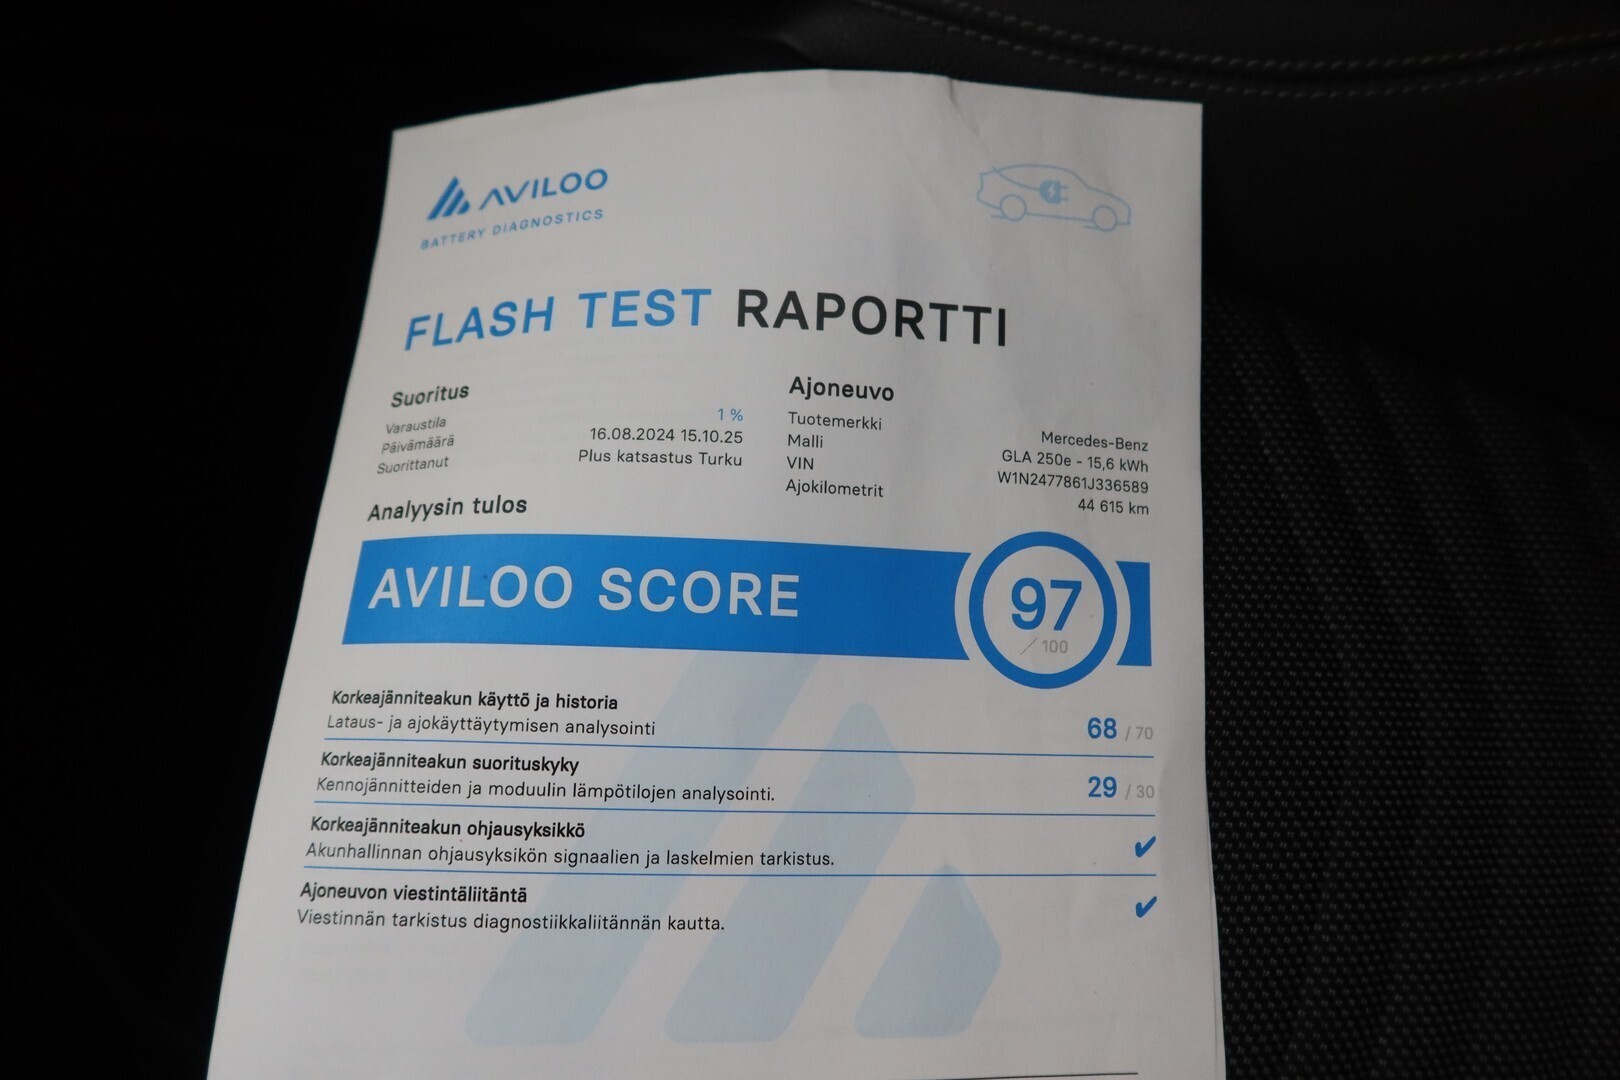 AVILOO
BATTERY DIAGNOSTICS
FLASH TEST RAPORTTI
Suoritus
Varaustila 1 %
Päivämäärä 16.08.2024 15.10.25
Suorittanut Plus katsastus Turku
Ajoneuvo
Tuotemerkki Mercedes-Benz
Malli GLA 250e - 15,6 kWh
VIN W1N2477861J336589
Ajokilometrit 44 615 km
Analyysin tulos
AVILOO SCORE 97 / 100
Korkeajänniteakun käyttö ja historia
Lataus- ja ajokäyttäytymisen analysointi 68 / 70
Korkeajänniteakun suorituskyky
Kennojännitteiden ja moduulin lämpötilojen analysointi. 29 / 30
Korkeajänniteakun ohjausyksikkö
Akunhallinnan ohjausyksikön signaalien ja laskelmien tarkistus. ✔
Ajoneuvon viestintäliitäntä
Viestinnän tarkistus diagnostiikkaliitännän kautta. ✔